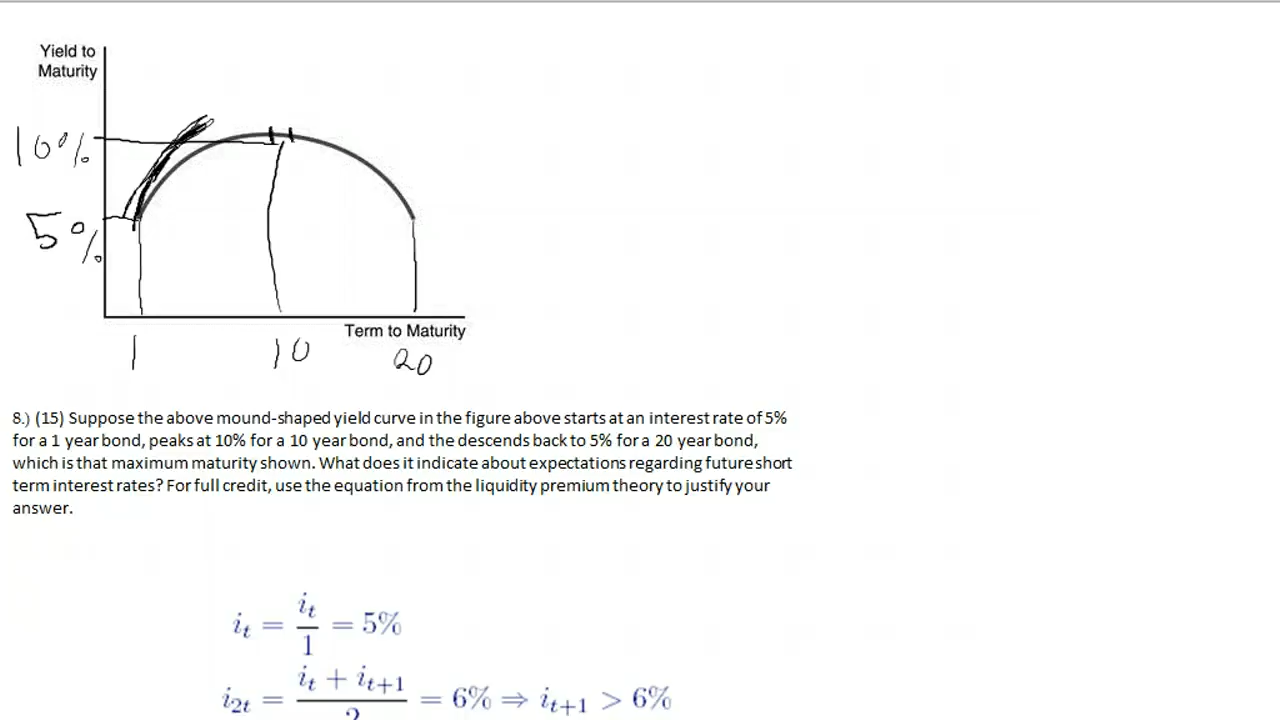 Yield to
Maturity
10%
5%
Term to Maturity
1 10 20
8.) (15) Suppose the above mound-shaped yield curve in the figure above starts at an interest rate of 5%
for a 1 year bond, peaks at 10% for a 10 year bond, and the descends back to 5% for a 20 year bond,
which is that maximum maturity shown. What does it indicate about expectations regarding future short
term interest rates? For full credit, use the equation from the liquidity premium theory to justify your
answer.
i_t = i_t / 1 = 5%
i_{2t} = (i_t + i_{t+1}) / 2 = 6% ⇒ i_{t+1} > 6%